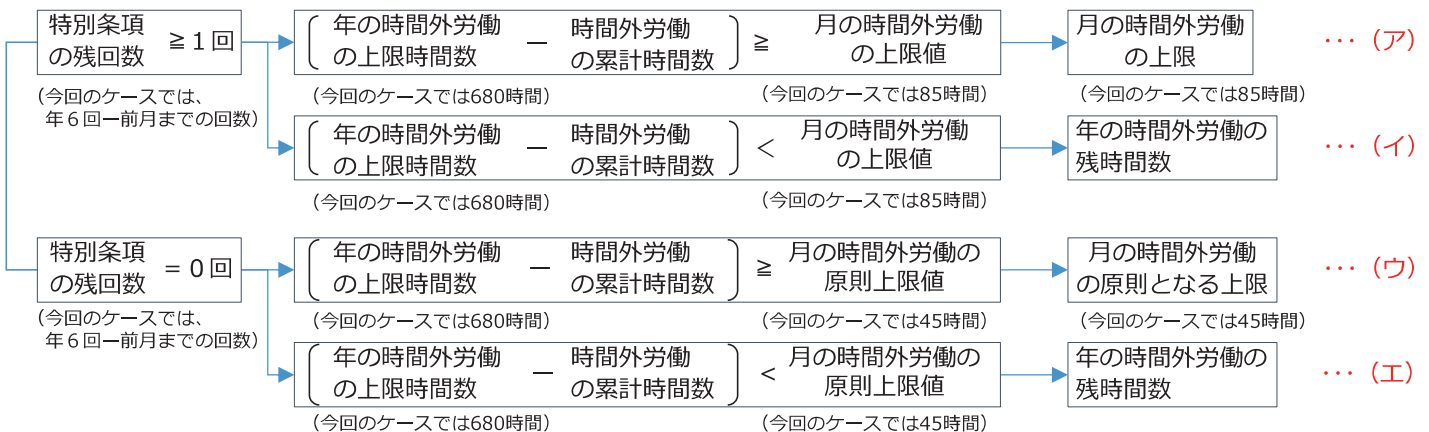 特別条項
の残回数 ≧１回
（今回のケースでは、
年６回ー前月までの回数）
年の時間外労働
の上限時間数
ー
時間外労働
の累計時間数
≧
月の時間外労働
の上限値
（今回のケースでは680時間）
（今回のケースでは85時間）
月の時間外労働
の上限
（今回のケースでは85時間）
・・・（ア）
年の時間外労働
の上限時間数
ー
時間外労働
の累計時間数
＜
月の時間外労働
の上限値
（今回のケースでは680時間）
（今回のケースでは85時間）
年の時間外労働の
残時間数
・・・（イ）
特別条項
の残回数 ＝０回
（今回のケースでは、
年６回ー前月までの回数）
年の時間外労働
の上限時間数
ー
時間外労働
の累計時間数
≧
月の時間外労働の
原則上限値
（今回のケースでは680時間）
（今回のケースでは45時間）
月の時間外労働
の原則となる上限
（今回のケースでは45時間）
・・・（ウ）
年の時間外労働
の上限時間数
ー
時間外労働
の累計時間数
＜
月の時間外労働の
原則上限値
（今回のケースでは680時間）
（今回のケースでは45時間）
年の時間外労働の
残時間数
・・・（エ）